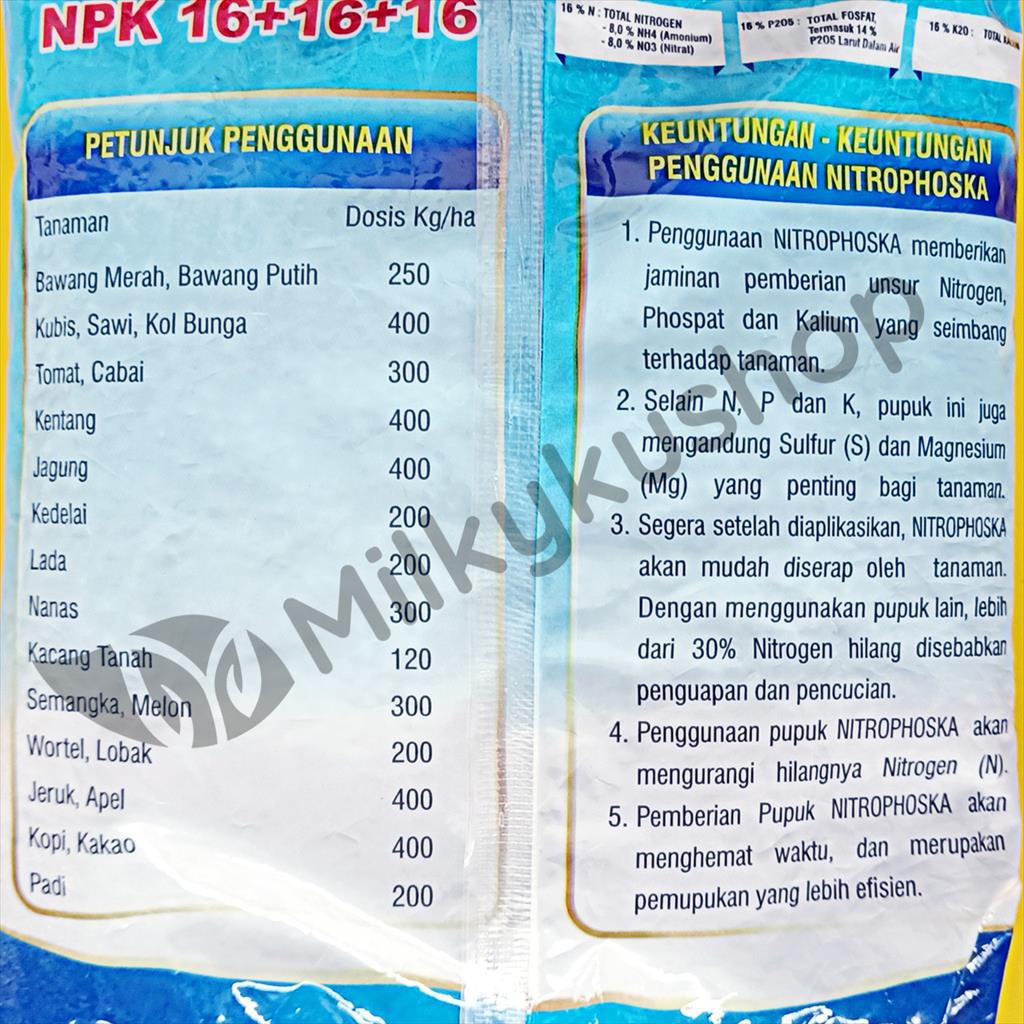 NPK 16+16+16
16 % N : TOTAL NITROGEN
- 8,0 % NH4 (Amonium)
- 8,0 % NO3 (Nitrat)
16 % P205 : TOTAL FOSFAT,
Termasuk 14 %
P205 Larut Dalam Air
16 % K20 : TOTAL
PETUNJUK PENGGUNAAN
Tanaman Dosis Kg/ha
Bawang Merah, Bawang Putih 250
Kubis, Sawi, Kol Bunga 400
Tomat, Cabai 300
Kentang 400
Jagung 400
Kedelai 200
Lada 200
Nanas 300
Kacang Tanah 120
Semangka, Melon 300
Wortel, Lobak 200
Jeruk, Apel 400
Kopi, Kakao 400
Padi 200
KEUNTUNGAN - KEUNTUNGAN
PENGGUNAAN NITROPHOSKA
1. Penggunaan NITROPHOSKA memberikan
jaminan pemberian unsur Nitrogen,
Phospat dan Kalium yang seimbang
terhadap tanaman.
2. Selain N, P dan K, pupuk ini juga
mengandung Sulfur (S) dan Magnesium
(Mg) yang penting bagi tanaman.
3. Segera setelah diaplikasikan, NITROPHOSKA
akan mudah diserap oleh tanaman.
Dengan menggunakan pupuk lain, lebih
dari 30% Nitrogen hilang disebabkan
penguapan dan pencucian.
4. Penggunaan pupuk NITROPHOSKA akan
mengurangi hilangnya Nitrogen (N).
5. Pemberian Pupuk NITROPHOSKA akan
menghemat waktu, dan merupakan
pemupukan yang lebih efisien.
Milkykushop